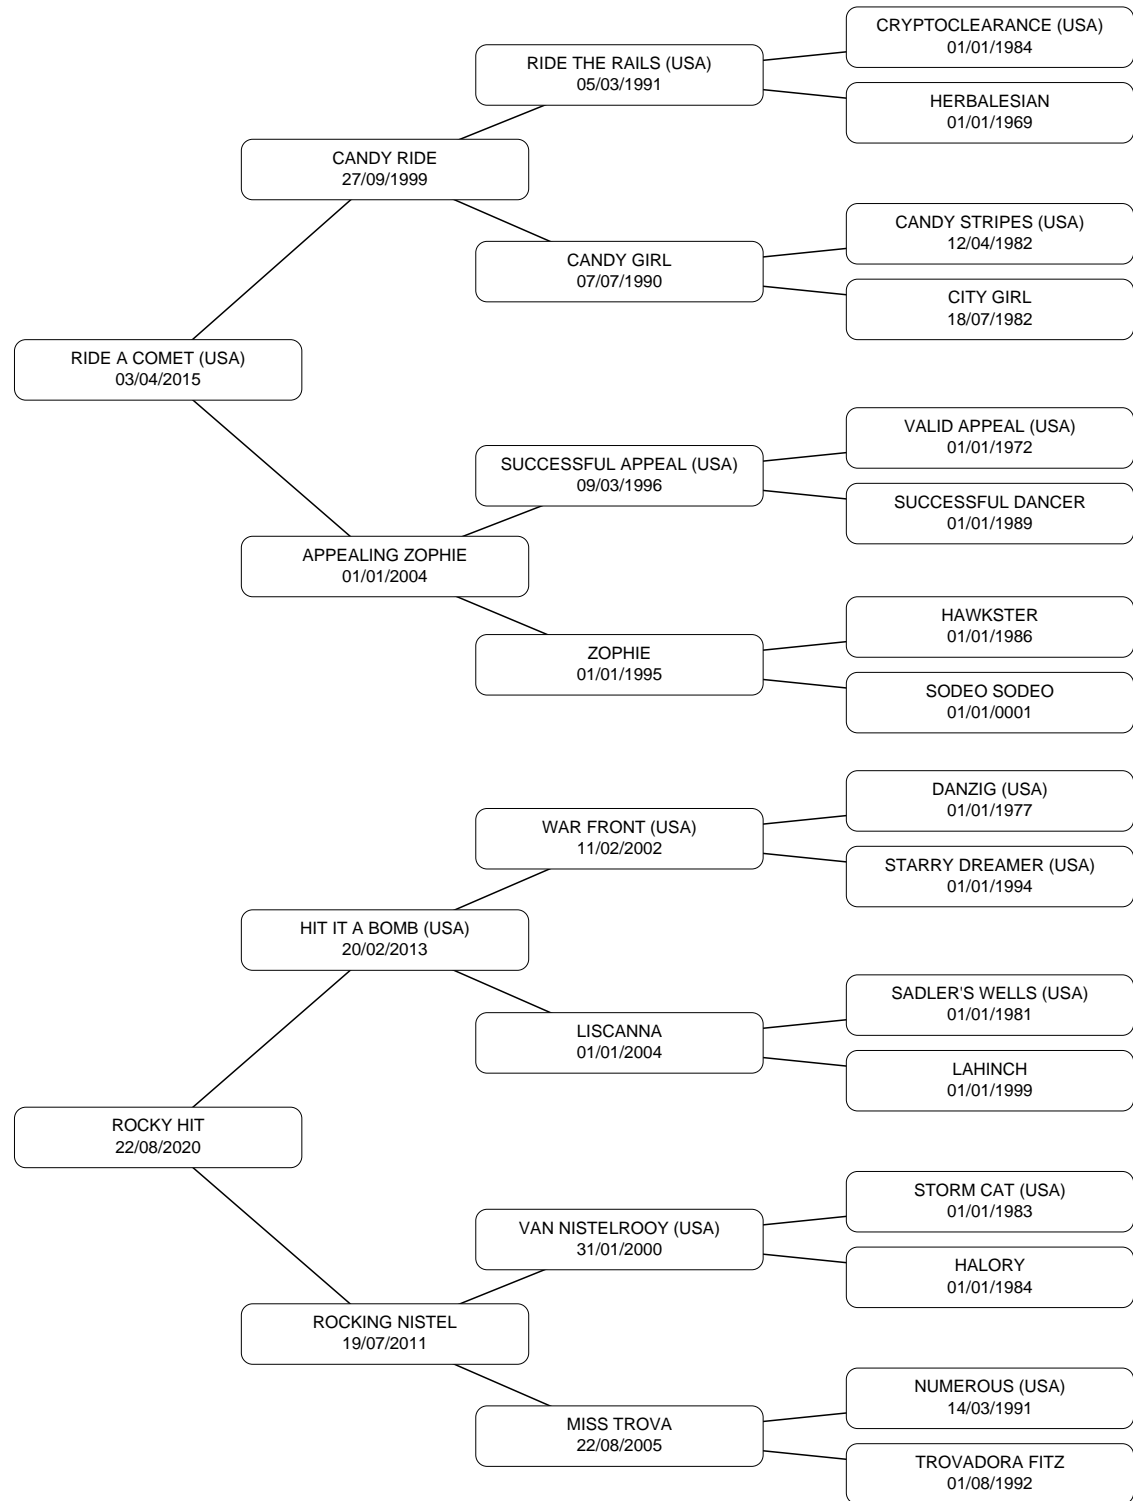 CRYPTOCLEARANCE (USA)
01/01/1984
RIDE THE RAILS (USA)
05/03/1991
HERBALESIAN
01/01/1969
CANDY RIDE
27/09/1999
CANDY STRIPES (USA)
12/04/1982
CANDY GIRL
07/07/1990
CITY GIRL
18/07/1982
RIDE A COMET (USA)
03/04/2015
VALID APPEAL (USA)
01/01/1972
SUCCESSFUL APPEAL (USA)
09/03/1996
SUCCESSFUL DANCER
01/01/1989
APPEALING ZOPHIE
01/01/2004
HAWKSTER
01/01/1986
ZOPHIE
01/01/1995
SODEO SODEO
01/01/0001
DANZIG (USA)
01/01/1977
WAR FRONT (USA)
11/02/2002
STARRY DREAMER (USA)
01/01/1994
HIT IT A BOMB (USA)
20/02/2013
SADLER'S WELLS (USA)
01/01/1981
LISCANNA
01/01/2004
LAHINCH
01/01/1999
ROCKY HIT
22/08/2020
STORM CAT (USA)
01/01/1983
VAN NISTELROOY (USA)
31/01/2000
HALORY
01/01/1984
ROCKING NISTEL
19/07/2011
NUMEROUS (USA)
14/03/1991
MISS TROVA
22/08/2005
TROVADORA FITZ
01/08/1992